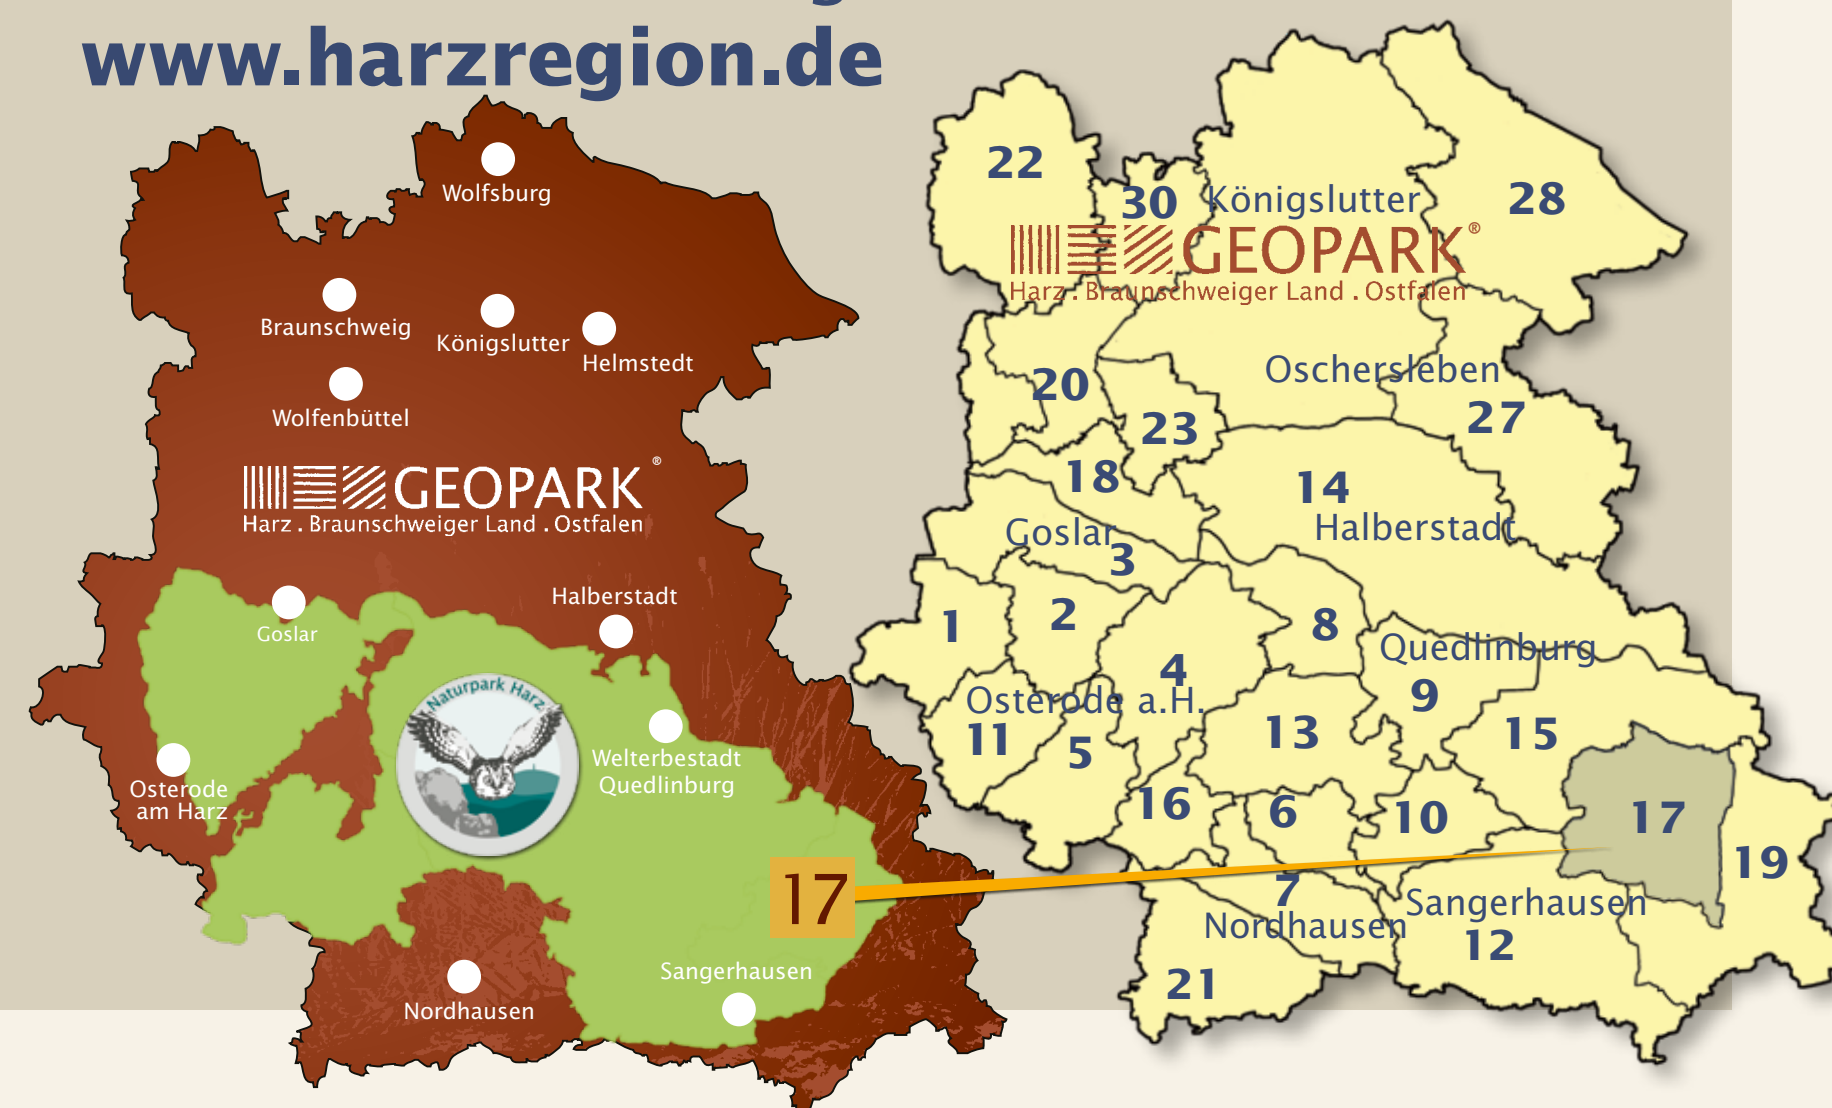 www.harzregion.de
Wolfsburg
Braunschweig
Königslutter
Helmstedt
Wolfenbüttel
GEOPARK®
Harz . Braunschweiger Land . Ostfalen
Goslar
Halberstadt
Naturpark Harz
Welterbestadt
Quedlinburg
Osterode
am Harz
17
Sangerhausen
Nordhausen
22
30
Königslutter
28
GEOPARK®
Harz . Braunschweiger Land . Ostfalen
Oschersleben
20
27
23
18
14
Goslar
Halberstadt
3
1
2
8
Quedlinburg
4
9
Osterode a.H.
11
5
13
15
16
6
10
17
19
7
Sangerhausen
Nordhausen
12
21